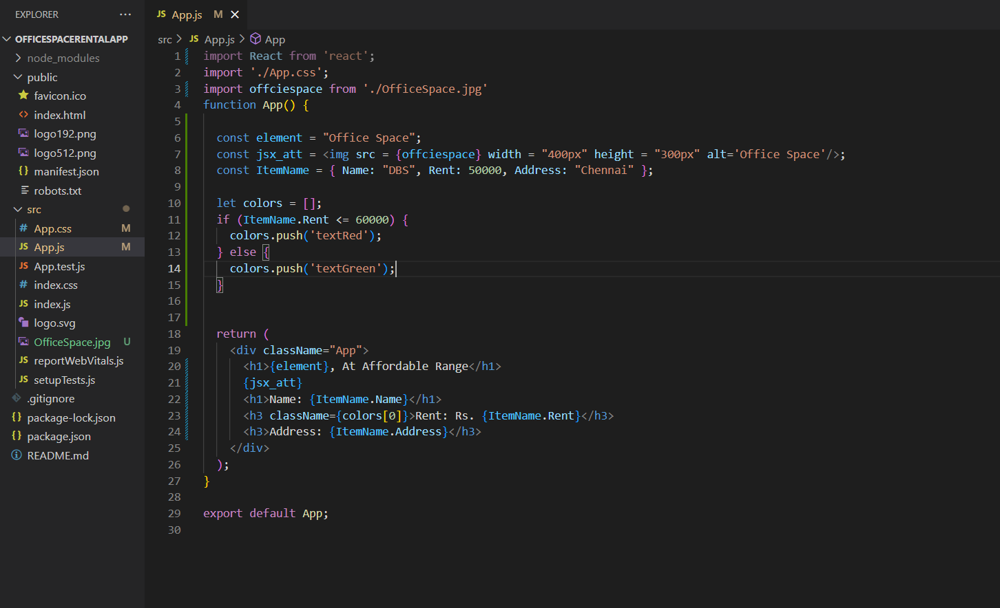 EXPLORER ···
OFFICESPACERENTALAPP
node_modules
public
favicon.ico
<> index.html
logo192.png
logo512.png
{} manifest.json
robots.txt
src
# App.css M
JS App.js M
JS App.test.js
# index.css
JS index.js
logo.svg
OfficeSpace.jpg U
JS reportWebVitals.js
JS setupTests.js
.gitignore
{} package-lock.json
{} package.json
README.md
JS App.js M ×
src > JS App.js > App
1 import React from 'react';
2 import './App.css';
3 import offciespace from './OfficeSpace.jpg'
4 function App() {
5
6 const element = "Office Space";
7 const jsx_att = <img src = {offciespace} width = "400px" height = "300px" alt='Office Space'/>;
8 const ItemName = { Name: "DBS", Rent: 50000, Address: "Chennai" };
9
10 let colors = [];
11 if (ItemName.Rent <= 60000) {
12 colors.push('textRed');
13 } else {
14 colors.push('textGreen');
15 }
16
17
18 return (
19 <div className="App">
20 <h1>{element}, At Affordable Range</h1>
21 {jsx_att}
22 <h1>Name: {ItemName.Name}</h1>
23 <h3 className={colors[0]}>Rent: Rs. {ItemName.Rent}</h3>
24 <h3>Address: {ItemName.Address}</h3>
25 </div>
26 );
27 }
28
29 export default App;
30